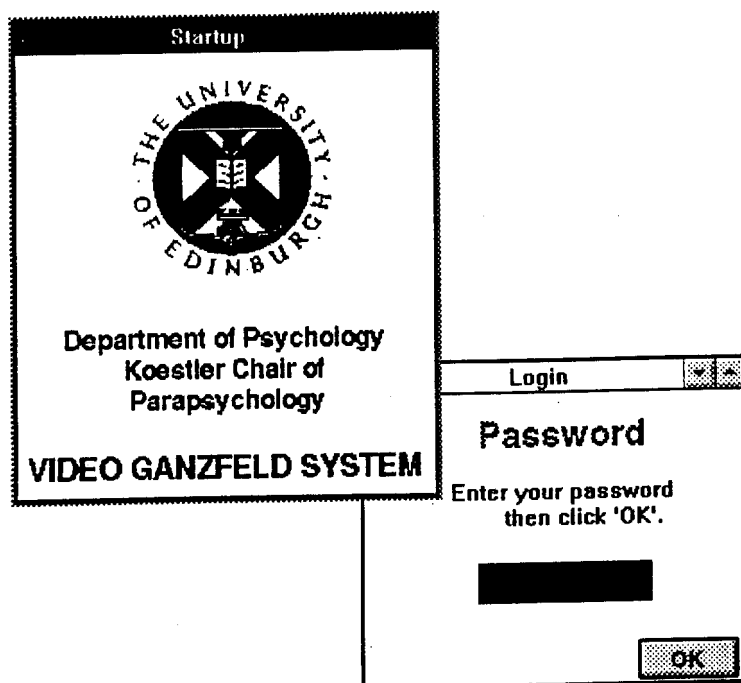 Startup
THE UNIVERSITY
OF EDINBURGH
Department of Psychology
Koestler Chair of
Parapsychology
VIDEO GANZFELD SYSTEM
Login
Password
Enter your password
then click 'OK'.
OK